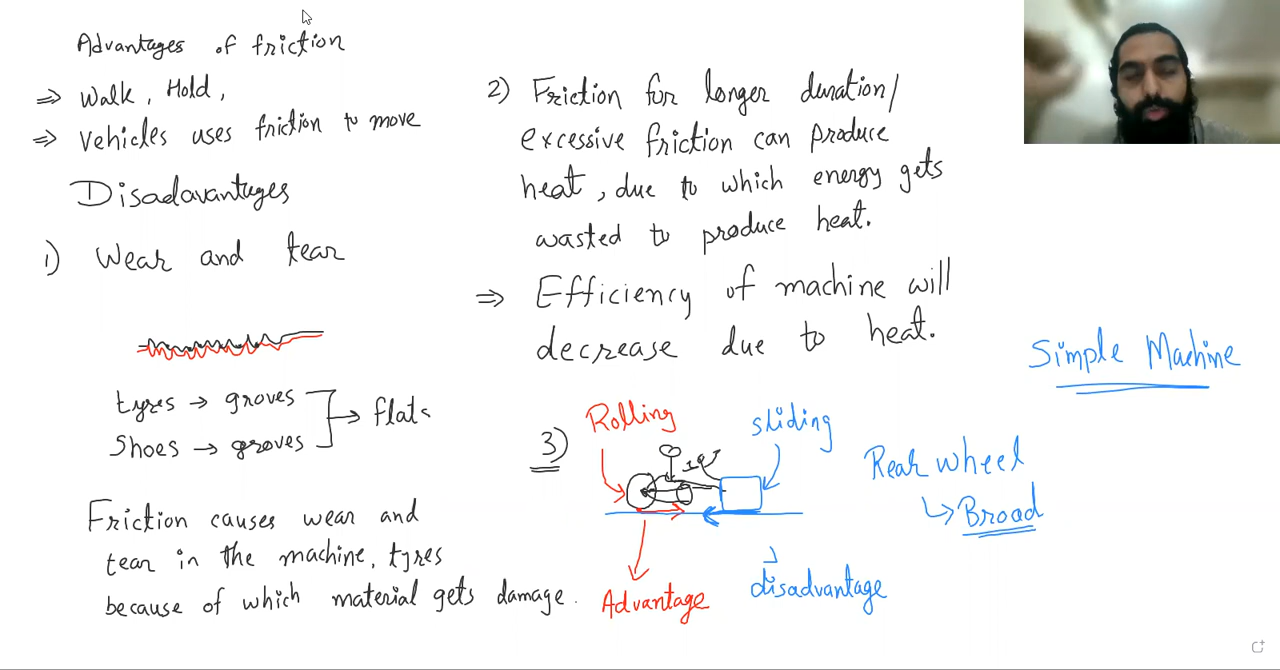 Advantages of friction
⇒ Walk, Hold,
⇒ Vehicles uses friction to move
Disadavantuges
1) Wear and tear
tyres → groves
Shoes → groves
→ flats
Friction causes wear and
tear in the machine, tyres
because of which material gets damage.
2) Friction for longer duration/
excessive friction can produce
heat, due to which energy gets
wasted to produce heat.
⇒ Efficiency of machine will
decrease due to heat.
3)
Rolling
sliding
Advantage
disadvantage
Simple Machine
Rear wheel
↳ Broad